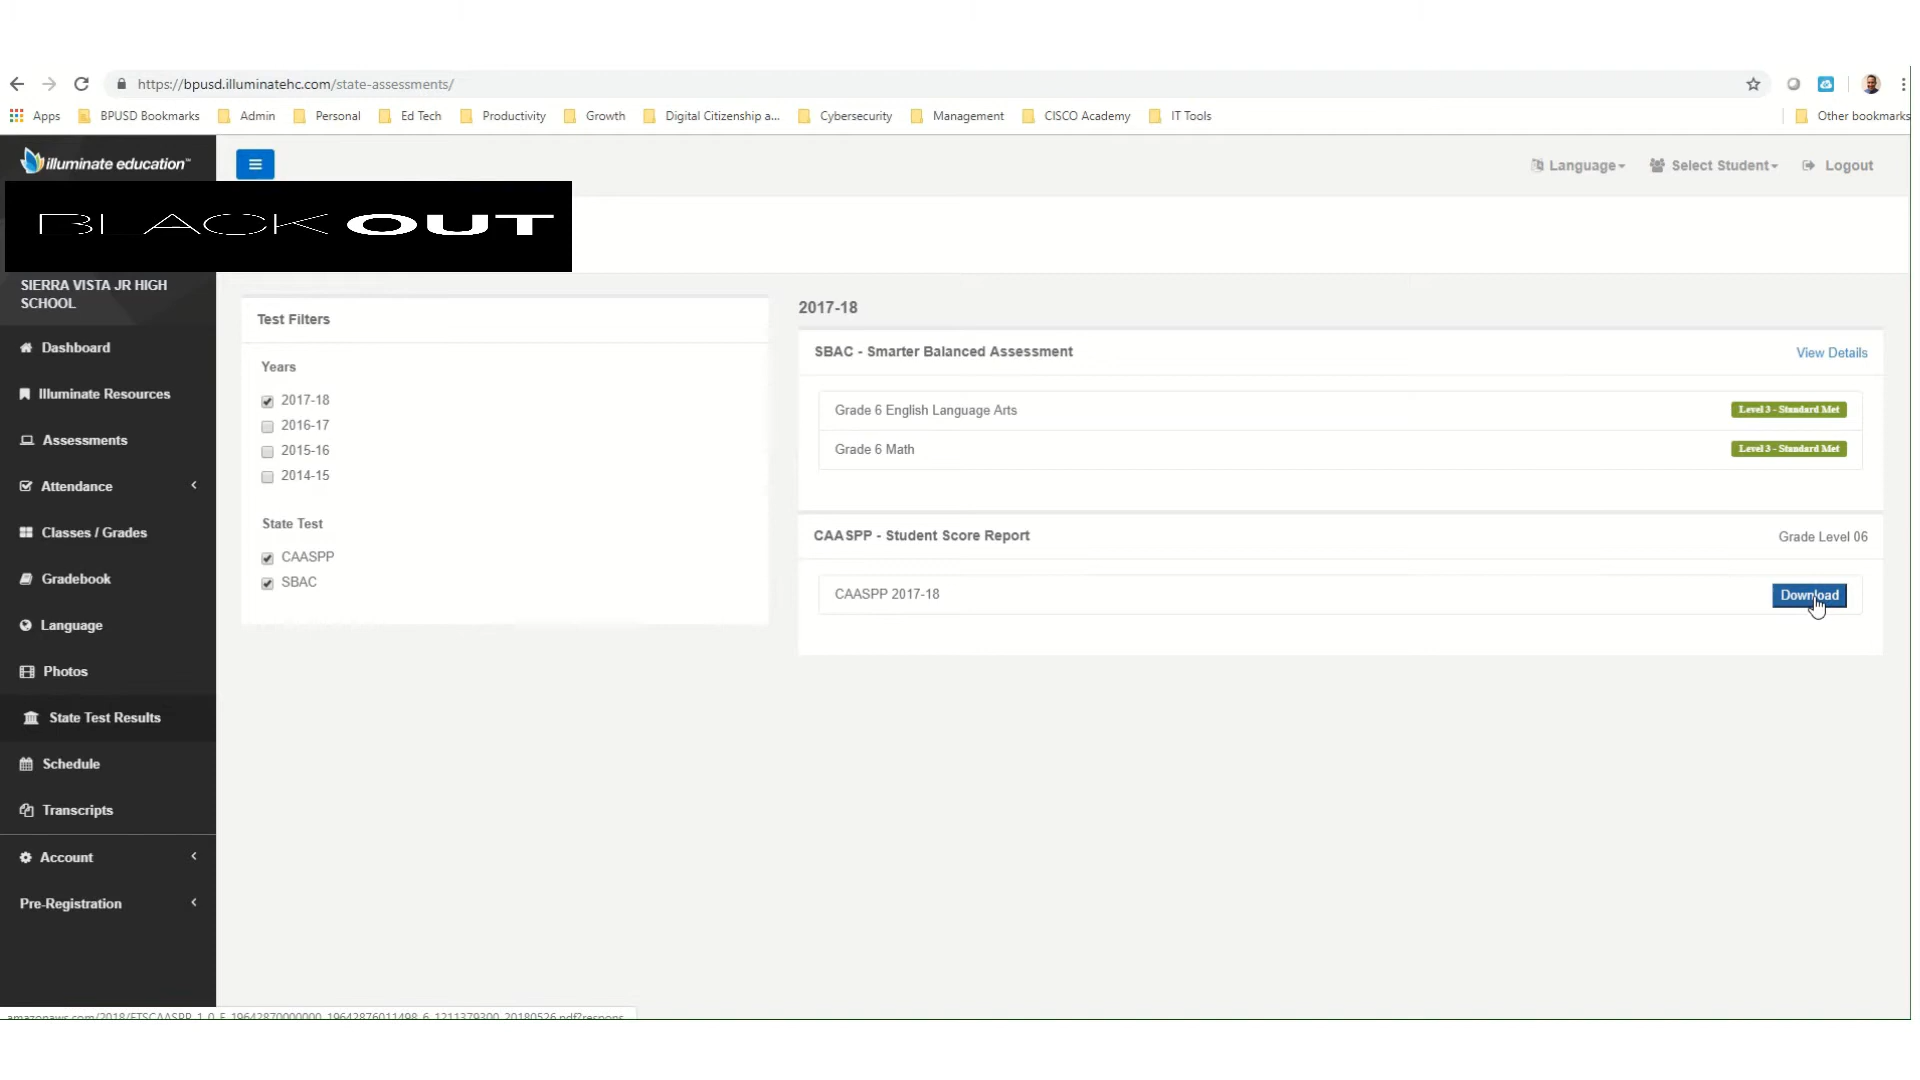 https://bpusd.illuminatehc.com/state-assessments/
Apps BPUSD Bookmarks Admin Personal Ed Tech Productivity Growth Digital Citizenship a... Cybersecurity Management CISCO Academy IT Tools Other bookmarks
illuminate education™
Language Select Student Logout
BLACKOUT
SIERRA VISTA JR HIGH
SCHOOL
Dashboard
Illuminate Resources
Assessments
Attendance
Classes / Grades
Gradebook
Language
Photos
State Test Results
Schedule
Transcripts
Account
Pre-Registration
Test Filters
Years
2017-18
2016-17
2015-16
2014-15
State Test
CAASPP
SBAC
2017-18
SBAC - Smarter Balanced Assessment View Details
Grade 6 English Language Arts Level 3 - Standard Met
Grade 6 Math Level 3 - Standard Met
CAASPP - Student Score Report Grade Level 06
CAASPP 2017-18 Download